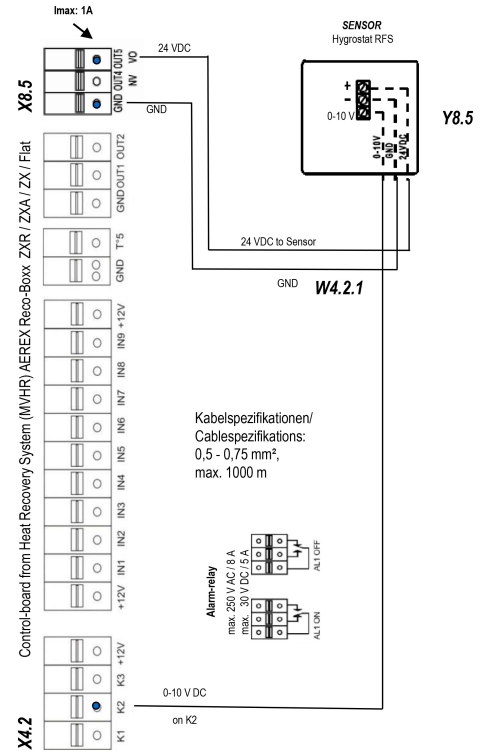 Imax: 1A
X8.5
OUT5
VO
OUT4
NV
GND
24 VDC
GND
SENSOR
Hygrostat RFS
+
-
0-10 V
0-10V
GND
24VDC
Y8.5
OUT2
OUT1
GND
T°5
GND
24 VDC to Sensor
GND
W4.2.1
Control-board from Heat Recovery System (MVHR) AEREX Reco-Boxx ZXR / ZXA / ZX / Flat
+12V
IN9
IN8
IN7
IN6
IN5
IN4
IN3
IN2
IN1
+12V
Kabelspezifikationen/
Cablespezifikations:
0,5 - 0,75 mm²,
max. 1000 m
Alarm-relay
max. 250 V AC / 8 A
max. 30 V DC / 5 A
AL1 OFF
AL1 ON
X4.2
+12V
K3
K2
K1
0-10 V DC
on K2